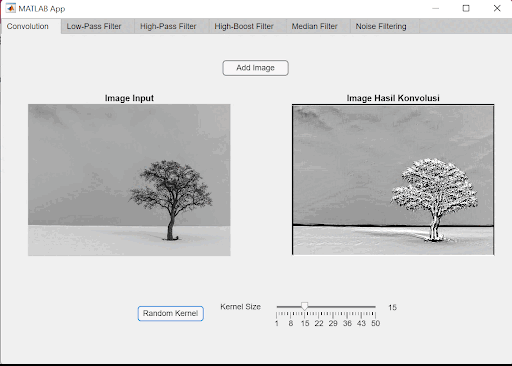 MATLAB App
Convolution Low-Pass Filter High-Pass Filter High-Boost Filter Median Filter Noise Filtering
Add Image
Image Input Image Hasil Konvolusi
Random Kernel Kernel Size 15
1 8 15 22 29 36 43 50